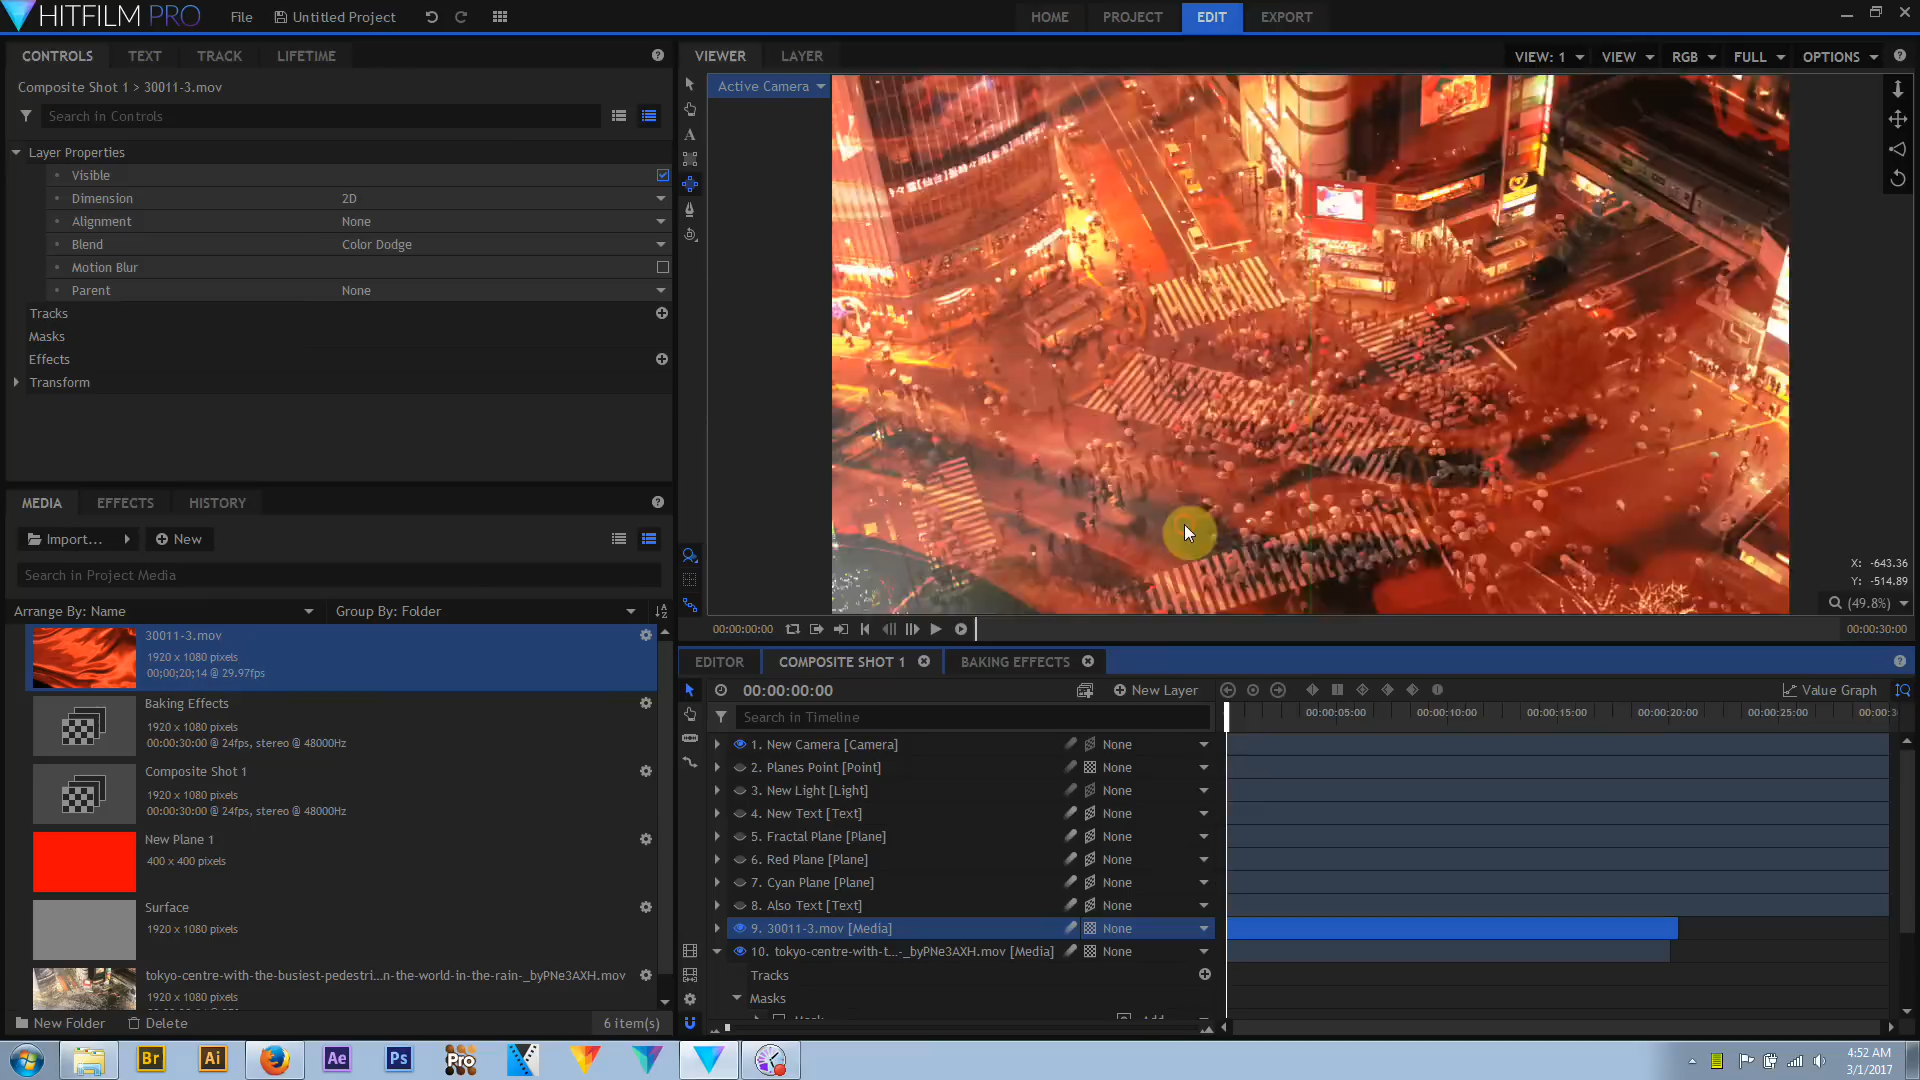 HITFILM PRO
File
Untitled Project
HOME
PROJECT
EDIT
EXPORT
CONTROLS
TEXT
TRACK
LIFETIME
Composite Shot 1 > 30011-3.mov
Search in Controls
Layer Properties
Visible
Dimension 2D
Alignment None
Blend Color Dodge
Motion Blur
Parent None
Tracks
Masks
Effects
Transform
MEDIA
EFFECTS
HISTORY
Import...
New
Search in Project Media
Arrange By: Name
Group By: Folder
30011-3.mov
1920 x 1080 pixels
00;00;20;14 @ 29.97fps
Baking Effects
1920 x 1080 pixels
00:00:30:00 @ 24fps, stereo @ 48000Hz
Composite Shot 1
1920 x 1080 pixels
00:00:30:00 @ 24fps, stereo @ 48000Hz
New Plane 1
400 x 400 pixels
Surface
1920 x 1080 pixels
tokyo-centre-with-the-busiest-pedestri...n-the-world-in-the-rain-_byPNe3AXH.mov
1920 x 1080 pixels
New Folder
Delete
6 item(s)
VIEWER
LAYER
VIEW: 1
VIEW
RGB
FULL
OPTIONS
Active Camera
X: -643.36
Y: -514.89
(49.8%)
00:00:00:00
00:00:30:00
EDITOR
COMPOSITE SHOT 1
BAKING EFFECTS
00:00:00:00
New Layer
Value Graph
Search in Timeline
00:00:05:00
00:00:10:00
00:00:15:00
00:00:20:00
00:00:25:00
00:00:3
1. New Camera [Camera] None
2. Planes Point [Point] None
3. New Light [Light] None
4. New Text [Text] None
5. Fractal Plane [Plane] None
6. Red Plane [Plane] None
7. Cyan Plane [Plane] None
8. Also Text [Text] None
9. 30011-3.mov [Media] None
10. tokyo-centre-with-t...-_byPNe3AXH.mov [Media] None
Tracks
Masks
Br
Ai
Ae
Ps
Pro
4:52 AM
3/1/2017